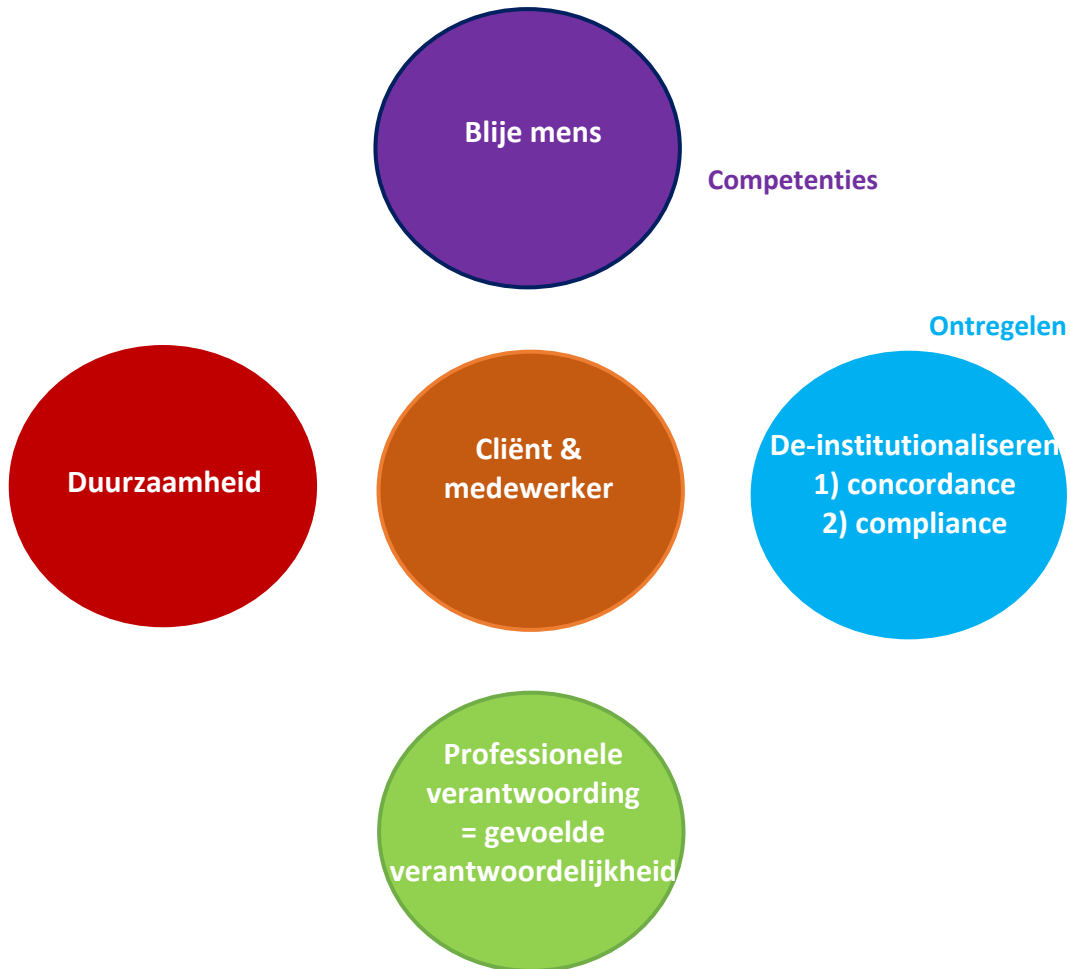 Blije mens
Competenties
Ontregelen
Duurzaamheid
Cliënt &
medewerker
De-institutionaliseren
1) concordance
2) compliance
Professionele
verantwoording
= gevoelde
verantwoordelijkheid